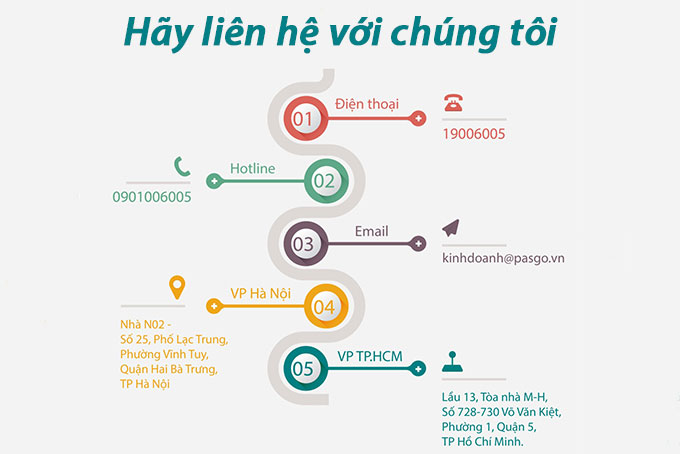 Hãy liên hệ với chúng tôi
01
Điện thoại
19006005
Hotline
02
0901006005
03
Email
kinhdoanh@pasgo.vn
VP Hà Nội
04
Nhà N02 -
Số 25, Phố Lạc Trung,
Phường Vĩnh Tuy,
Quận Hai Bà Trưng,
TP Hà Nội
05
VP TP.HCM
Lầu 13, Tòa nhà M-H,
Số 728-730 Võ Văn Kiệt,
Phường 1, Quận 5,
TP Hồ Chí Minh.